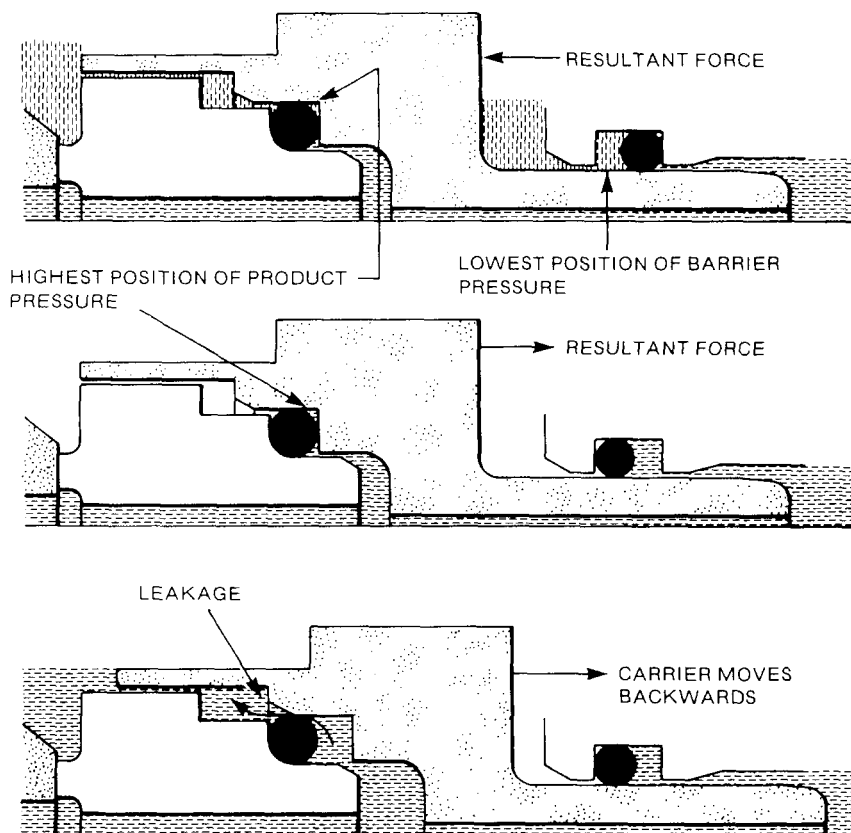 RESULTANT FORCE
HIGHEST POSITION OF PRODUCT
PRESSURE
LOWEST POSITION OF BARRIER
PRESSURE
RESULTANT FORCE
LEAKAGE
CARRIER MOVES
BACKWARDS